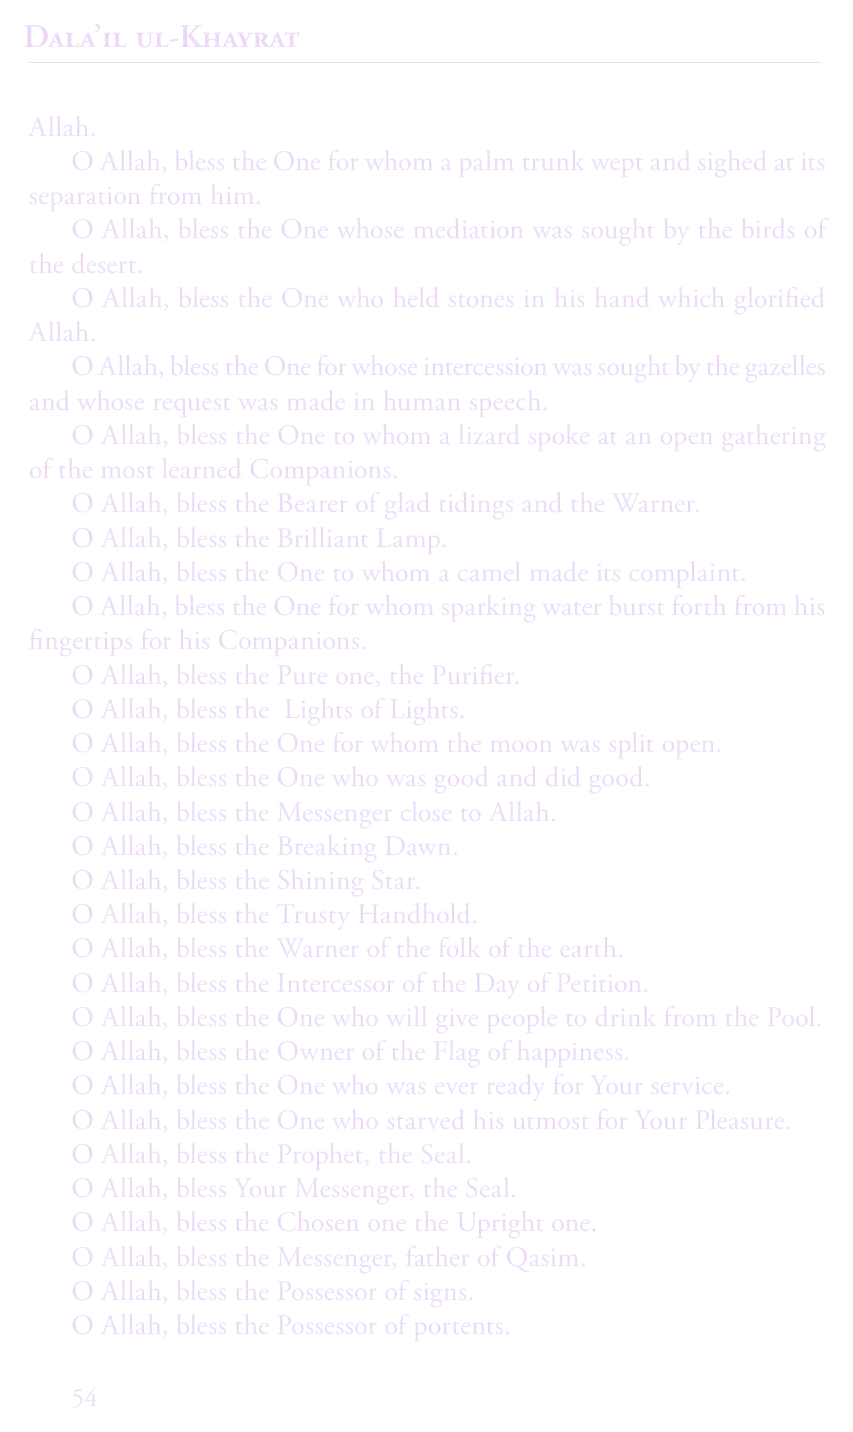 Dala’il ul-Khayrat
Allah.
O Allah, bless the One for whom a palm trunk wept and sighed at its
separation from him.
O Allah, bless the One whose mediation was sought by the birds of
the desert.
O Allah, bless the One who held stones in his hand which glorified
Allah.
O Allah, bless the One for whose intercession was sought by the gazelles
and whose request was made in human speech.
O Allah, bless the One to whom a lizard spoke at an open gathering
of the most learned Companions.
O Allah, bless the Bearer of glad tidings and the Warner.
O Allah, bless the Brilliant Lamp.
O Allah, bless the One to whom a camel made its complaint.
O Allah, bless the One for whom sparking water burst forth from his
fingertips for his Companions.
O Allah, bless the Pure one, the Purifier.
O Allah, bless the  Lights of Lights.
O Allah, bless the One for whom the moon was split open.
O Allah, bless the One who was good and did good.
O Allah, bless the Messenger close to Allah.
O Allah, bless the Breaking Dawn.
O Allah, bless the Shining Star.
O Allah, bless the Trusty Handhold.
O Allah, bless the Warner of the folk of the earth.
O Allah, bless the Intercessor of the Day of Petition.
O Allah, bless the One who will give people to drink from the Pool.
O Allah, bless the Owner of the Flag of happiness.
O Allah, bless the One who was ever ready for Your service.
O Allah, bless the One who starved his utmost for Your Pleasure.
O Allah, bless the Prophet, the Seal.
O Allah, bless Your Messenger, the Seal.
O Allah, bless the Chosen one the Upright one.
O Allah, bless the Messenger, father of Qasim.
O Allah, bless the Possessor of signs.
O Allah, bless the Possessor of portents.
54